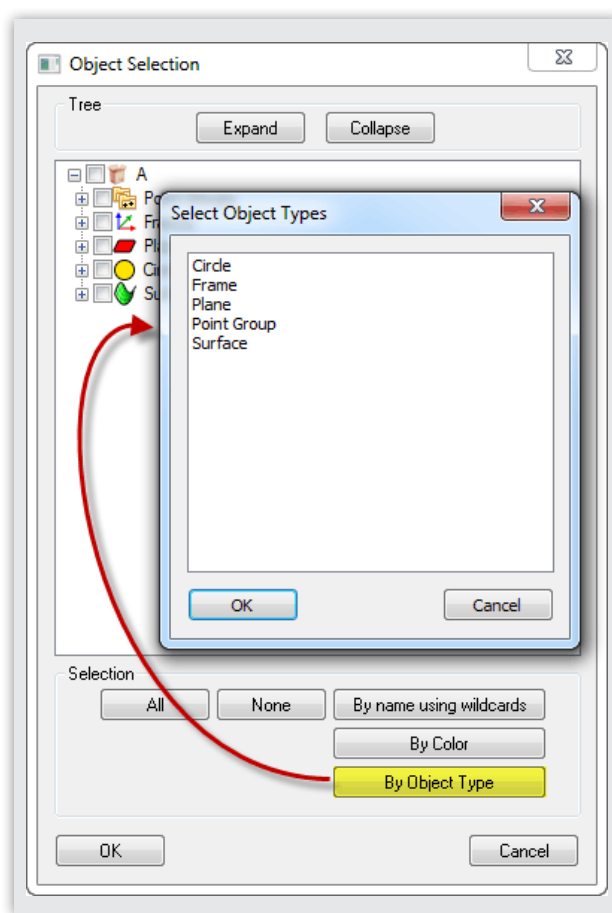 Object Selection
Tree
Expand
Collapse
A
Select Object Types
Circle
Frame
Plane
Point Group
Surface
OK
Cancel
Selection
All
None
By name using wildcards
By Color
By Object Type
OK
Cancel